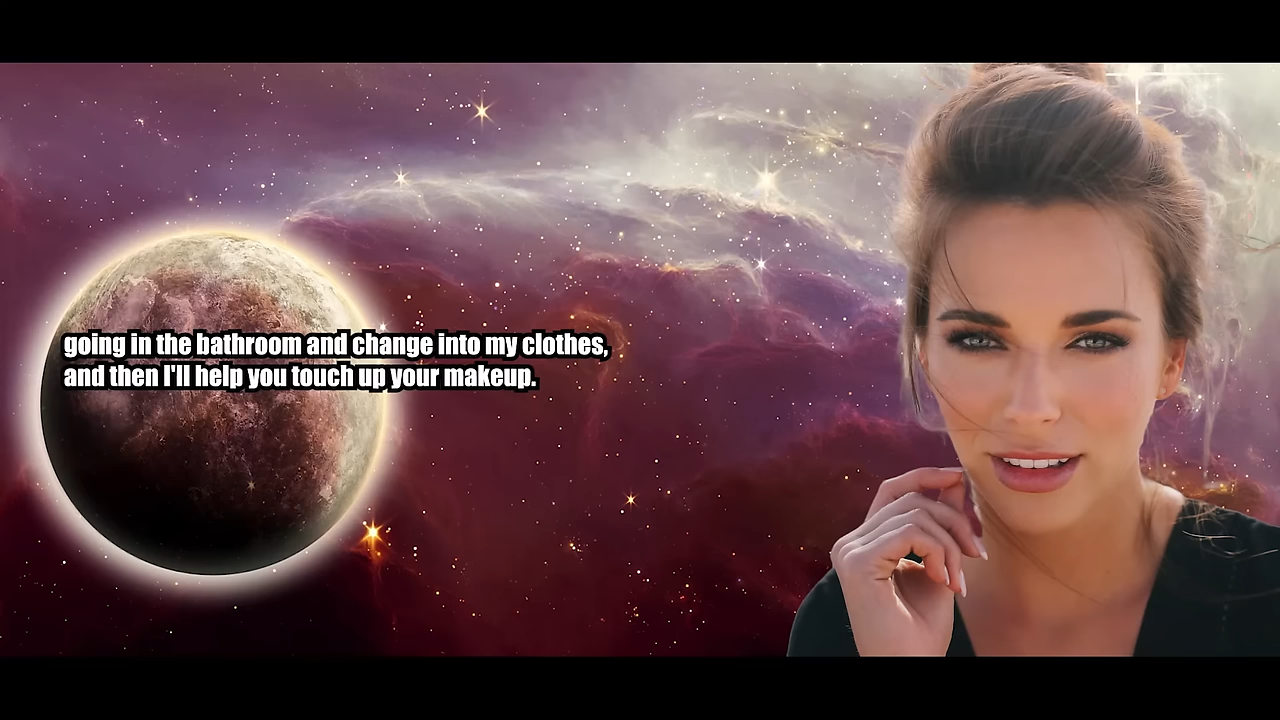 going in the bathroom and change into my clothes,
and then I'll help you touch up your makeup.